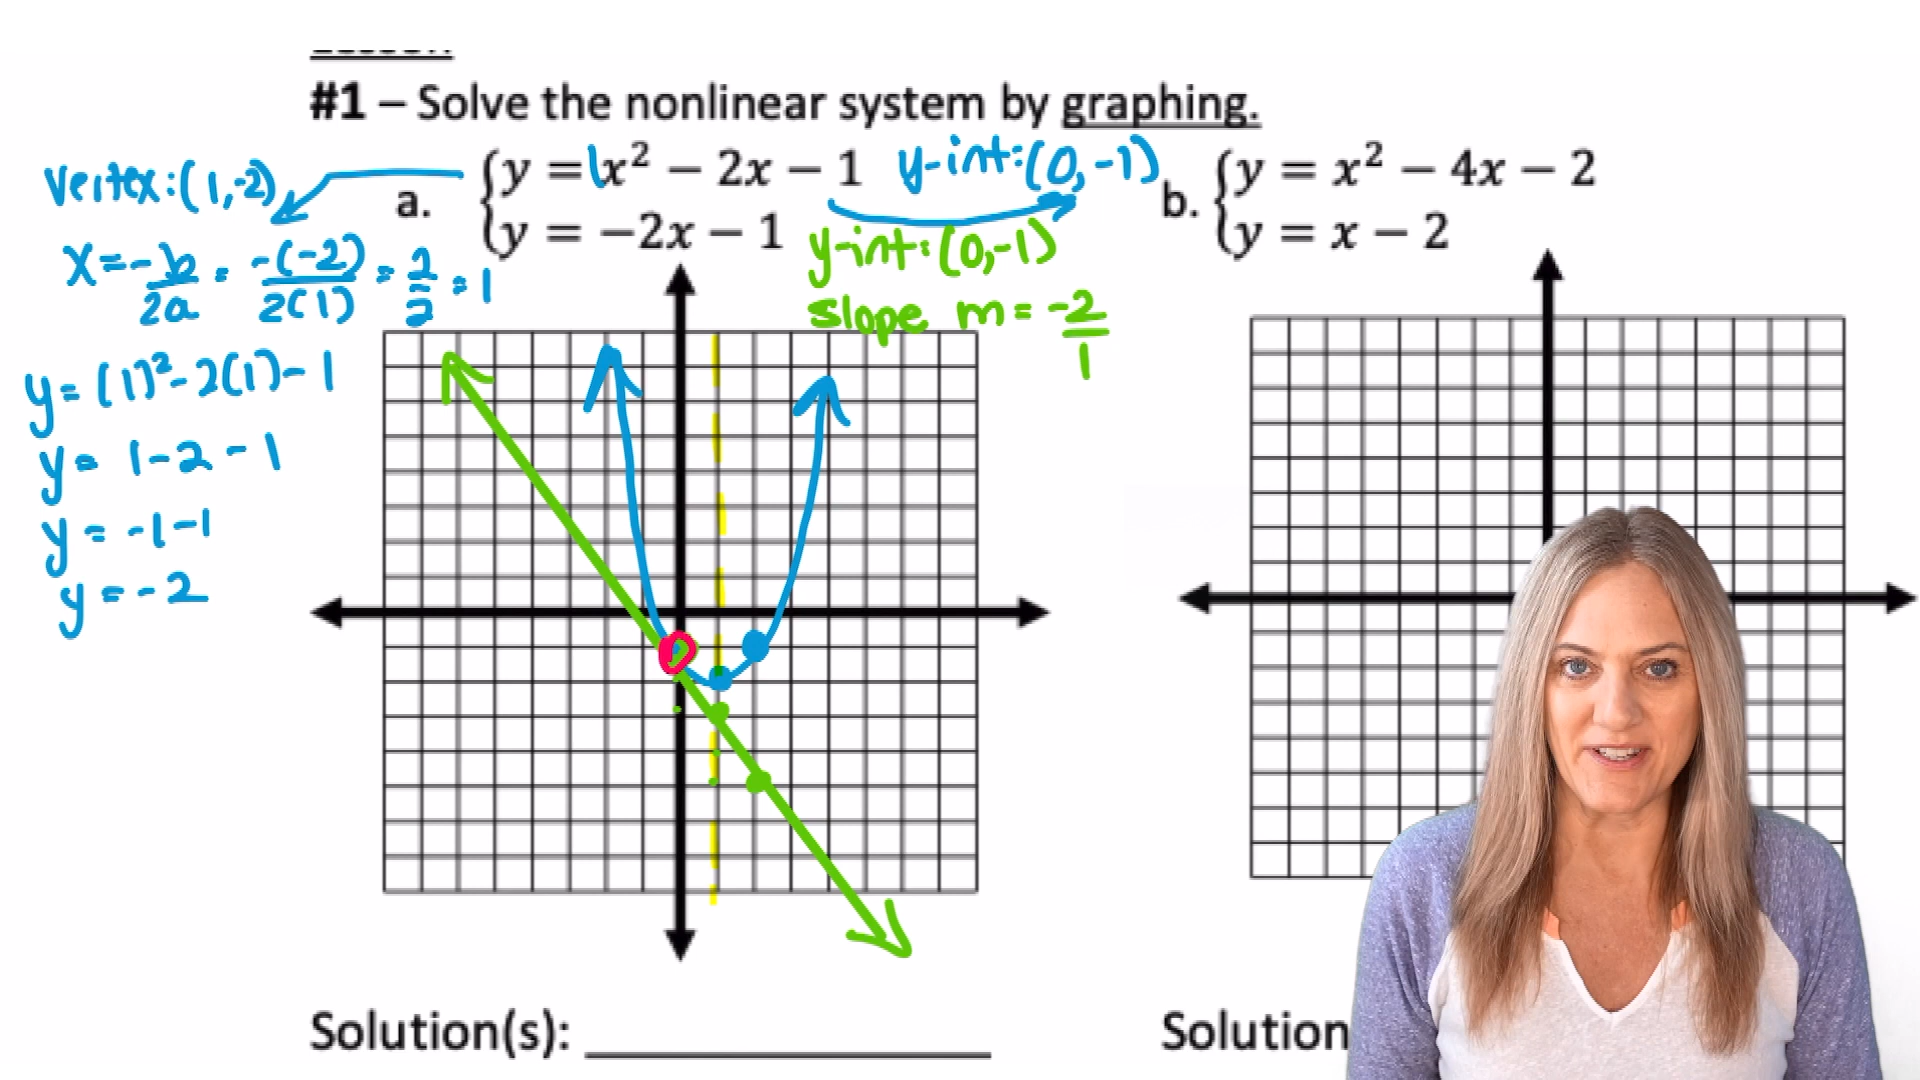 #1 – Solve the nonlinear system by graphing.
a. {y = 1x² − 2x − 1
y = −2x − 1
y-int: (0, -1)
y-int: (0, -1)
slope m = -2/1
b. {y = x² − 4x − 2
y = x − 2
vertex: (1, -2)
x = -b/2a = -(-2)/2(1) = 2/2 = 1
y = (1)² - 2(1) - 1
y = 1 - 2 - 1
y = -1 - 1
y = -2
Solution(s):
Solution